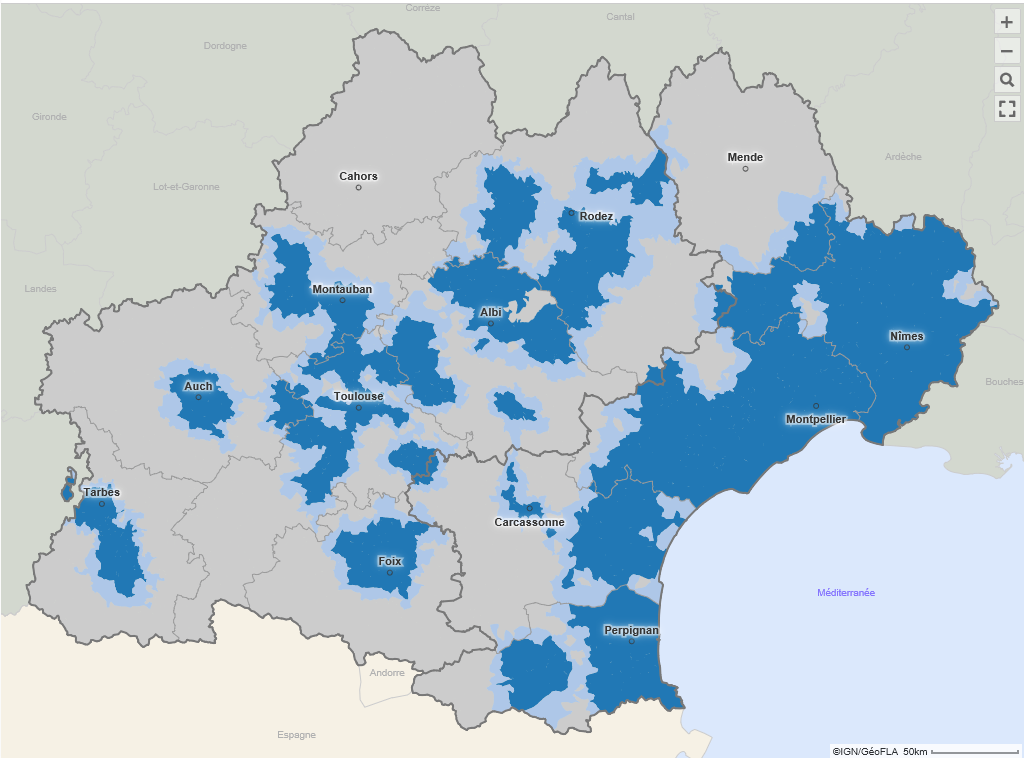 Corrèze
Cantal
Dordogne
Gironde
Mende
Ardèche
Cahors
Lot-et-Garonne
Rodez
Landes
Montauban
Albi
Nîmes
Auch
Toulouse
Bouches
Montpellier
Tarbes
Carcassonne
Foix
Méditerranée
Perpignan
Andorre
Espagne
©IGN/GéoFLA 50km